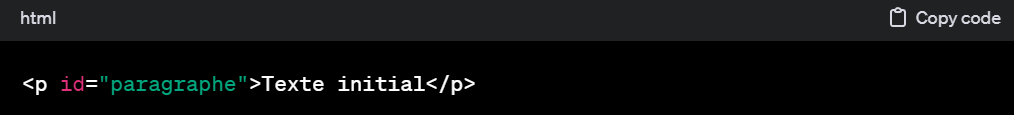 html
Copy code
<p id="paragraphe">Texte initial</p>